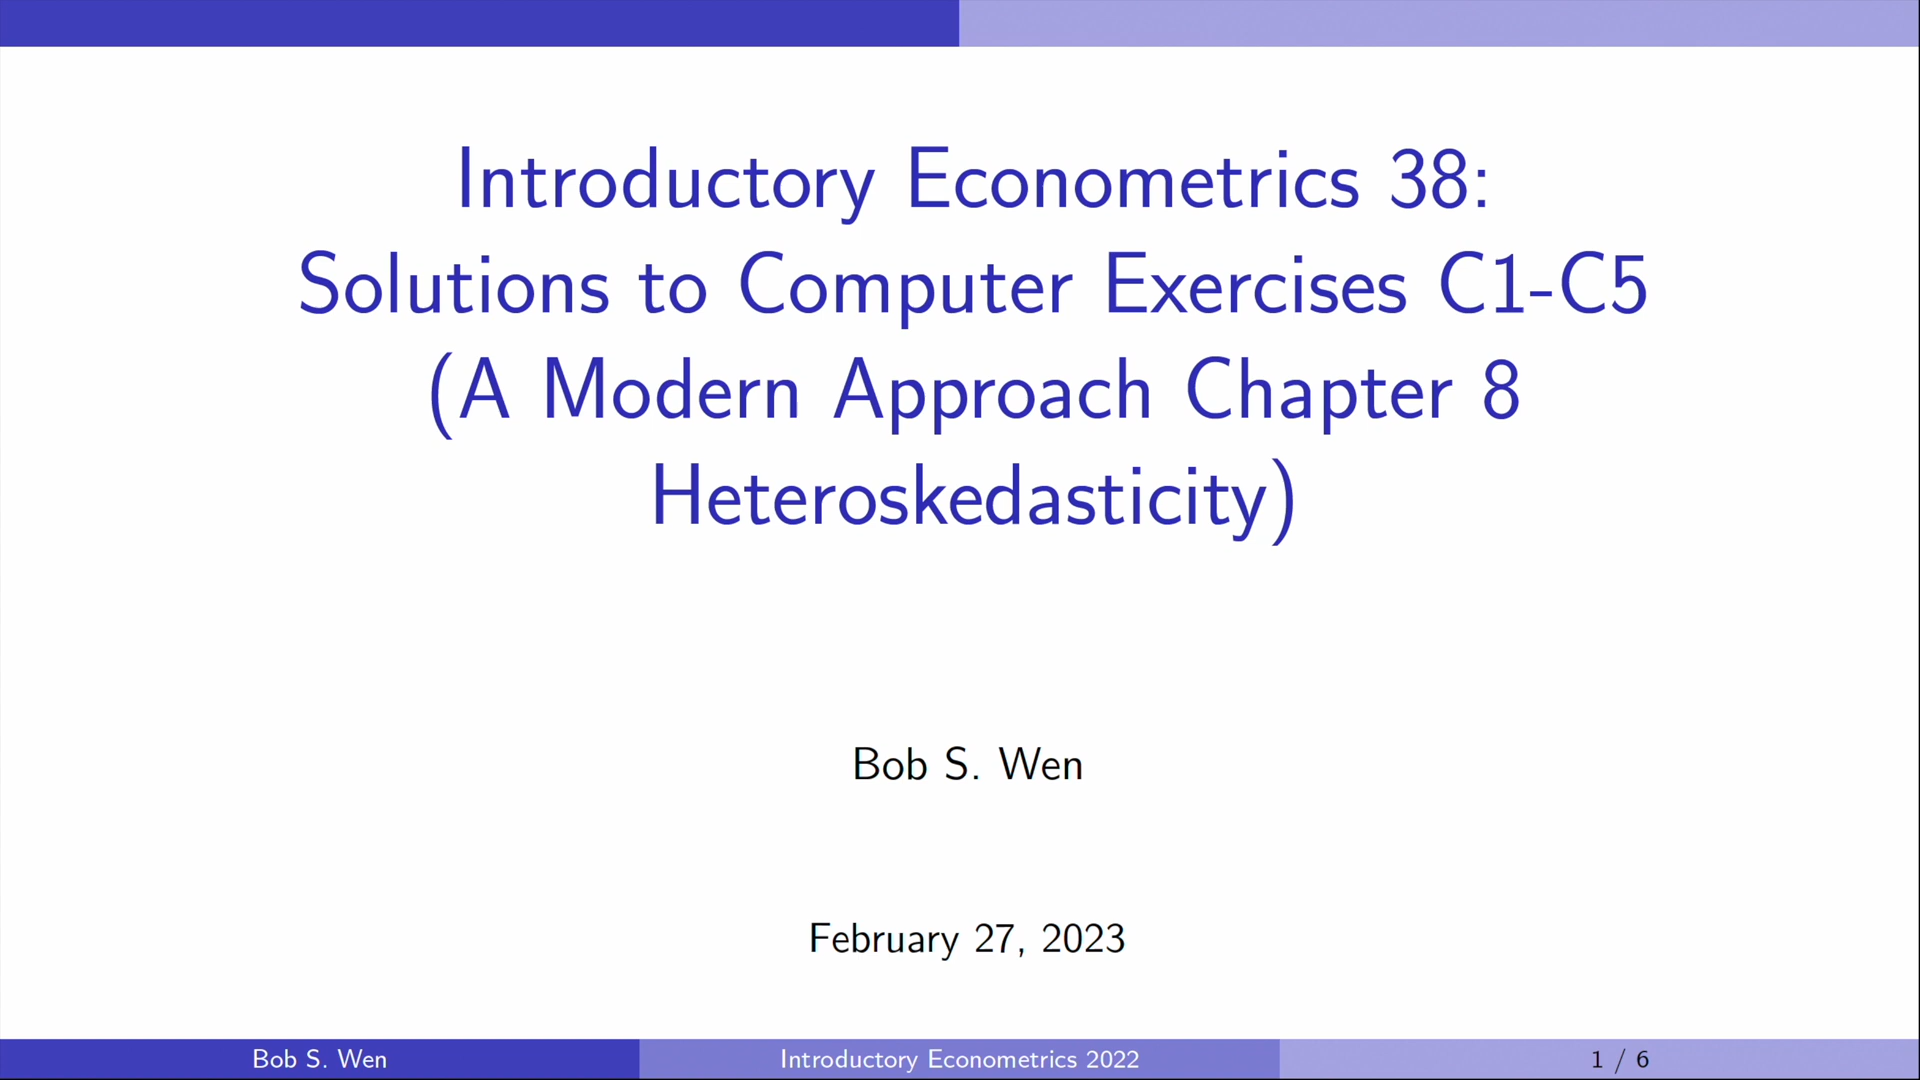 Introductory Econometrics 38:
Solutions to Computer Exercises C1-C5
(A Modern Approach Chapter 8
Heteroskedasticity)
Bob S. Wen
February 27, 2023
Bob S. Wen
Introductory Econometrics 2022
1 / 6